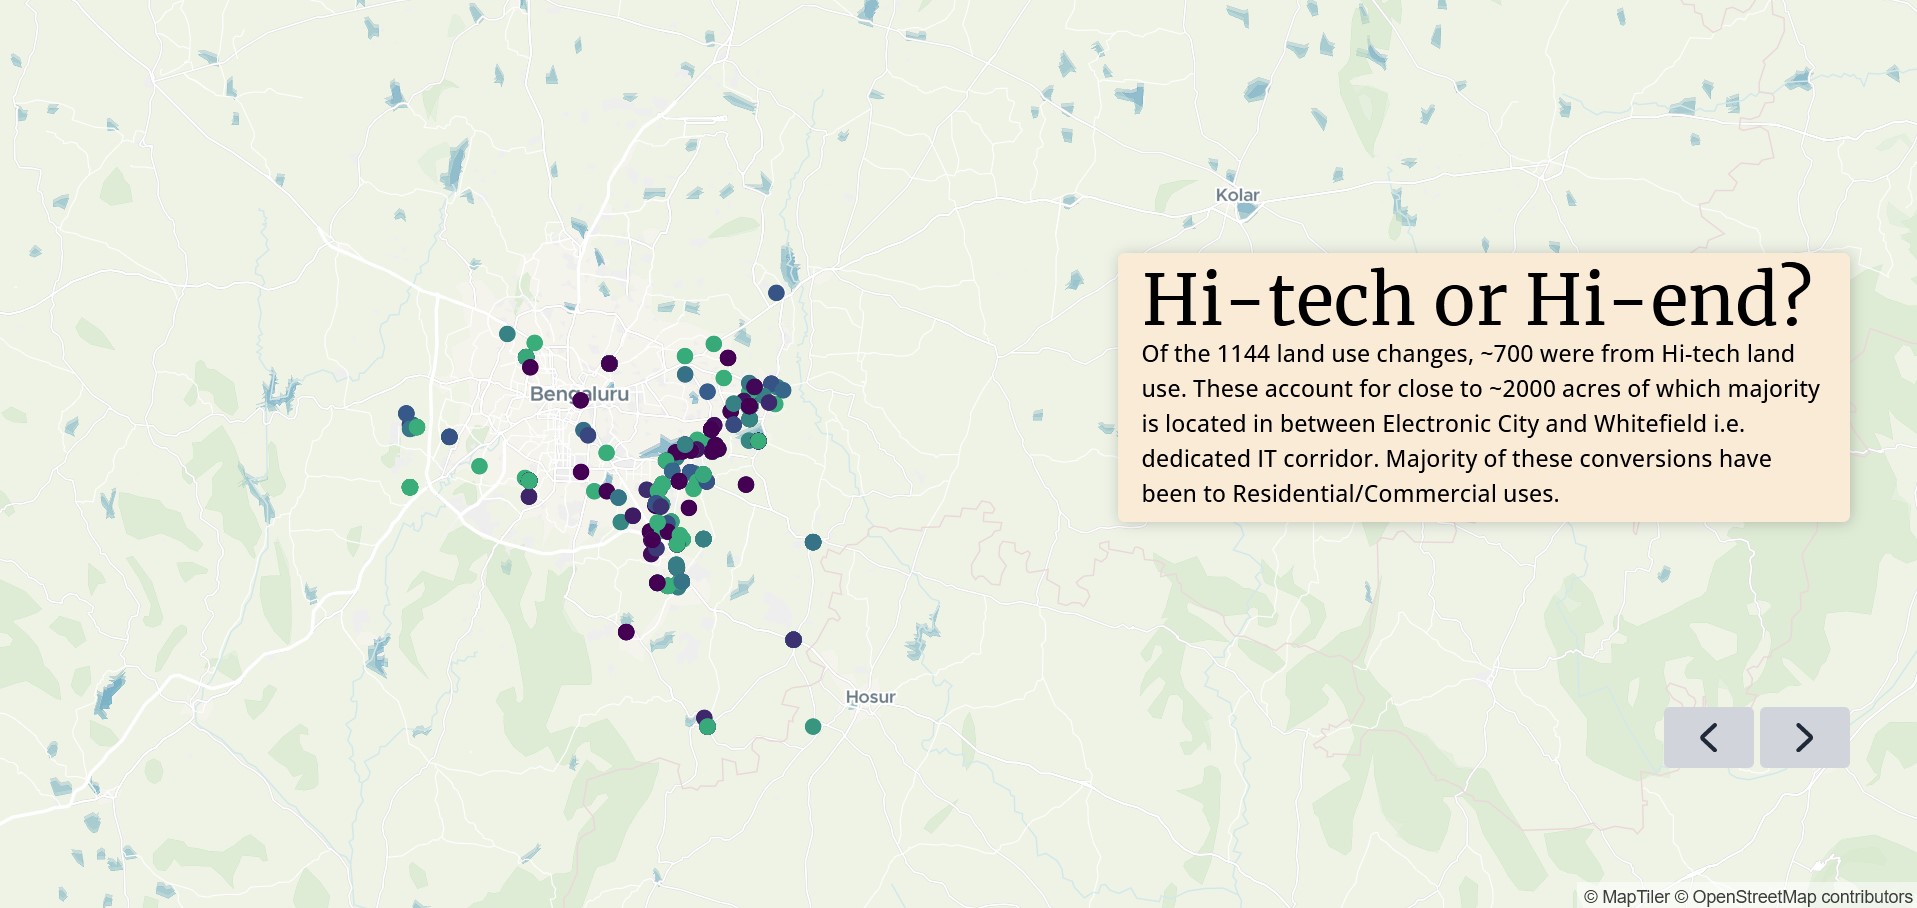 Kolar
Hi-tech or Hi-end?
Of the 1144 land use changes, ~700 were from Hi-tech land
use. These account for close to ~2000 acres of which majority
is located in between Electronic City and Whitefield i.e.
dedicated IT corridor. Majority of these conversions have
been to Residential/Commercial uses.
Bengaluru
Hosur
© MapTiler © OpenStreetMap contributors